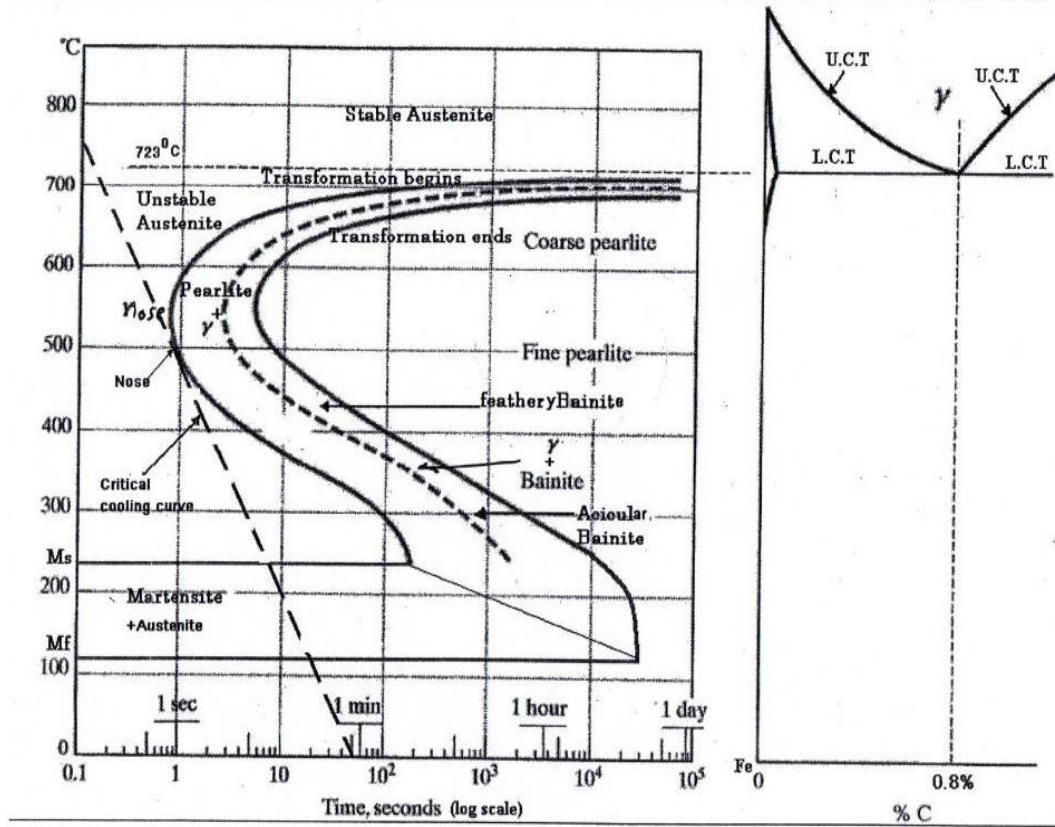 °C
800
700
600
500
400
300
Ms
200
Mf
100
0
723⁰C
Stable Austenite
Transformation begins
Unstable
Austenite
Transformation ends
Coarse pearlite
Pearlite
+
γ
nose
Nose
Fine pearlite
featheryBainite
γ
+
Bainite
Acicular
Bainite
Critical
cooling curve
Martensite
+Austenite
1 sec
1 min
1 hour
1 day
0.1
1
10
10²
10³
10⁴
10⁵
Time, seconds (log scale)
U.C.T
γ
U.C.T
L.C.T
L.C.T
Fe
0
0.8%
% C